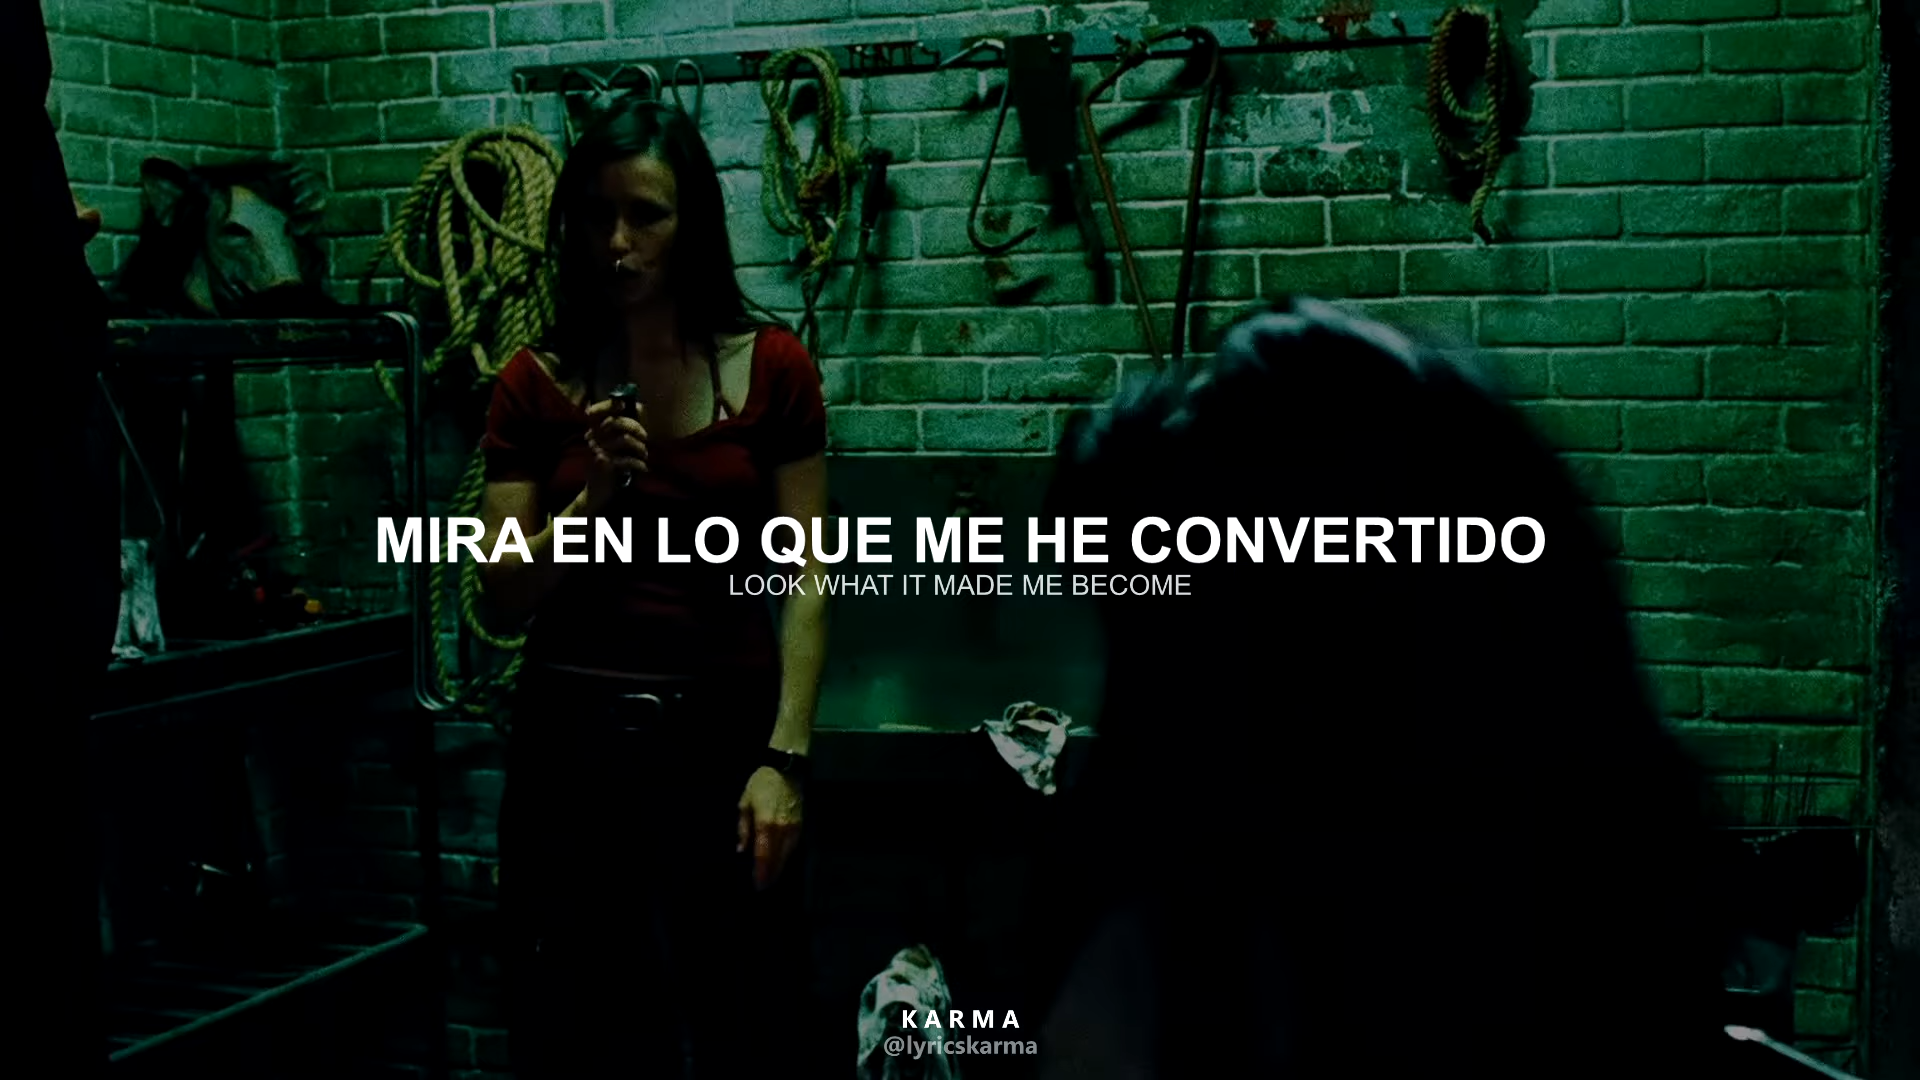 MIRA EN LO QUE ME HE CONVERTIDO
LOOK WHAT IT MADE ME BECOME
KARMA
@lyricskarma